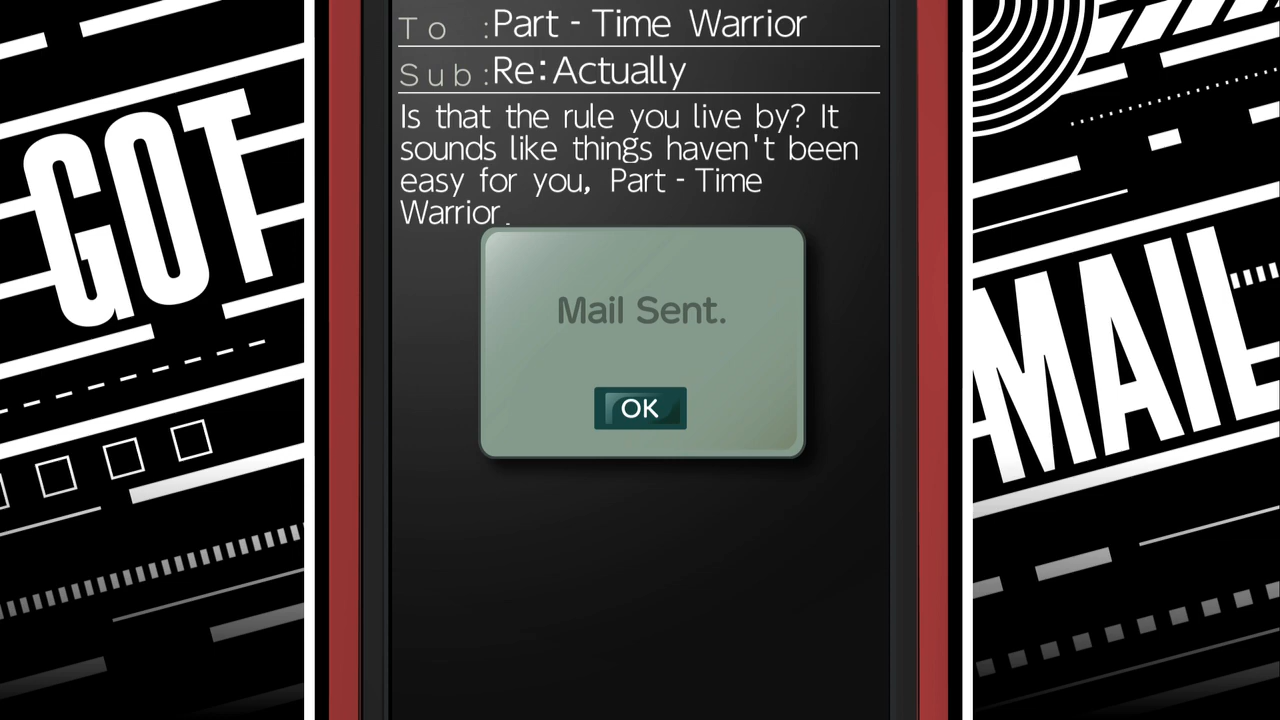 To :Part-Time Warrior
Sub:Re:Actually
Is that the rule you live by? It
sounds like things haven't been
easy for you, Part-Time
Warrior.
Mail Sent.
OK
GOT
MAIL